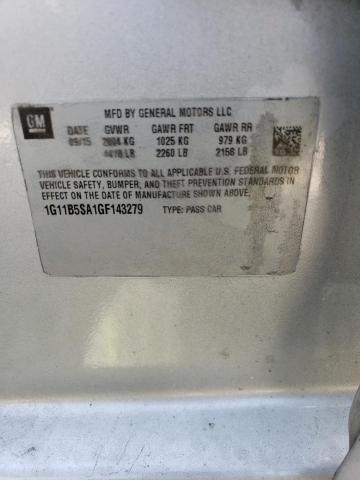 GM
MFD BY GENERAL MOTORS LLC
DATE GVWR GAWR FRT GAWR RR
09/15 2004 KG 1025 KG 979 KG
4418 LB 2260 LB 2158 LB
THIS VEHICLE CONFORMS TO ALL APPLICABLE U.S. FEDERAL MOTOR
VEHICLE SAFETY, BUMPER, AND THEFT PREVENTION STANDARDS IN
EFFECT ON THE DATE OF MANUFACTURE SHOWN ABOVE.
1G11B5SA1GF143279 TYPE: PASS CAR